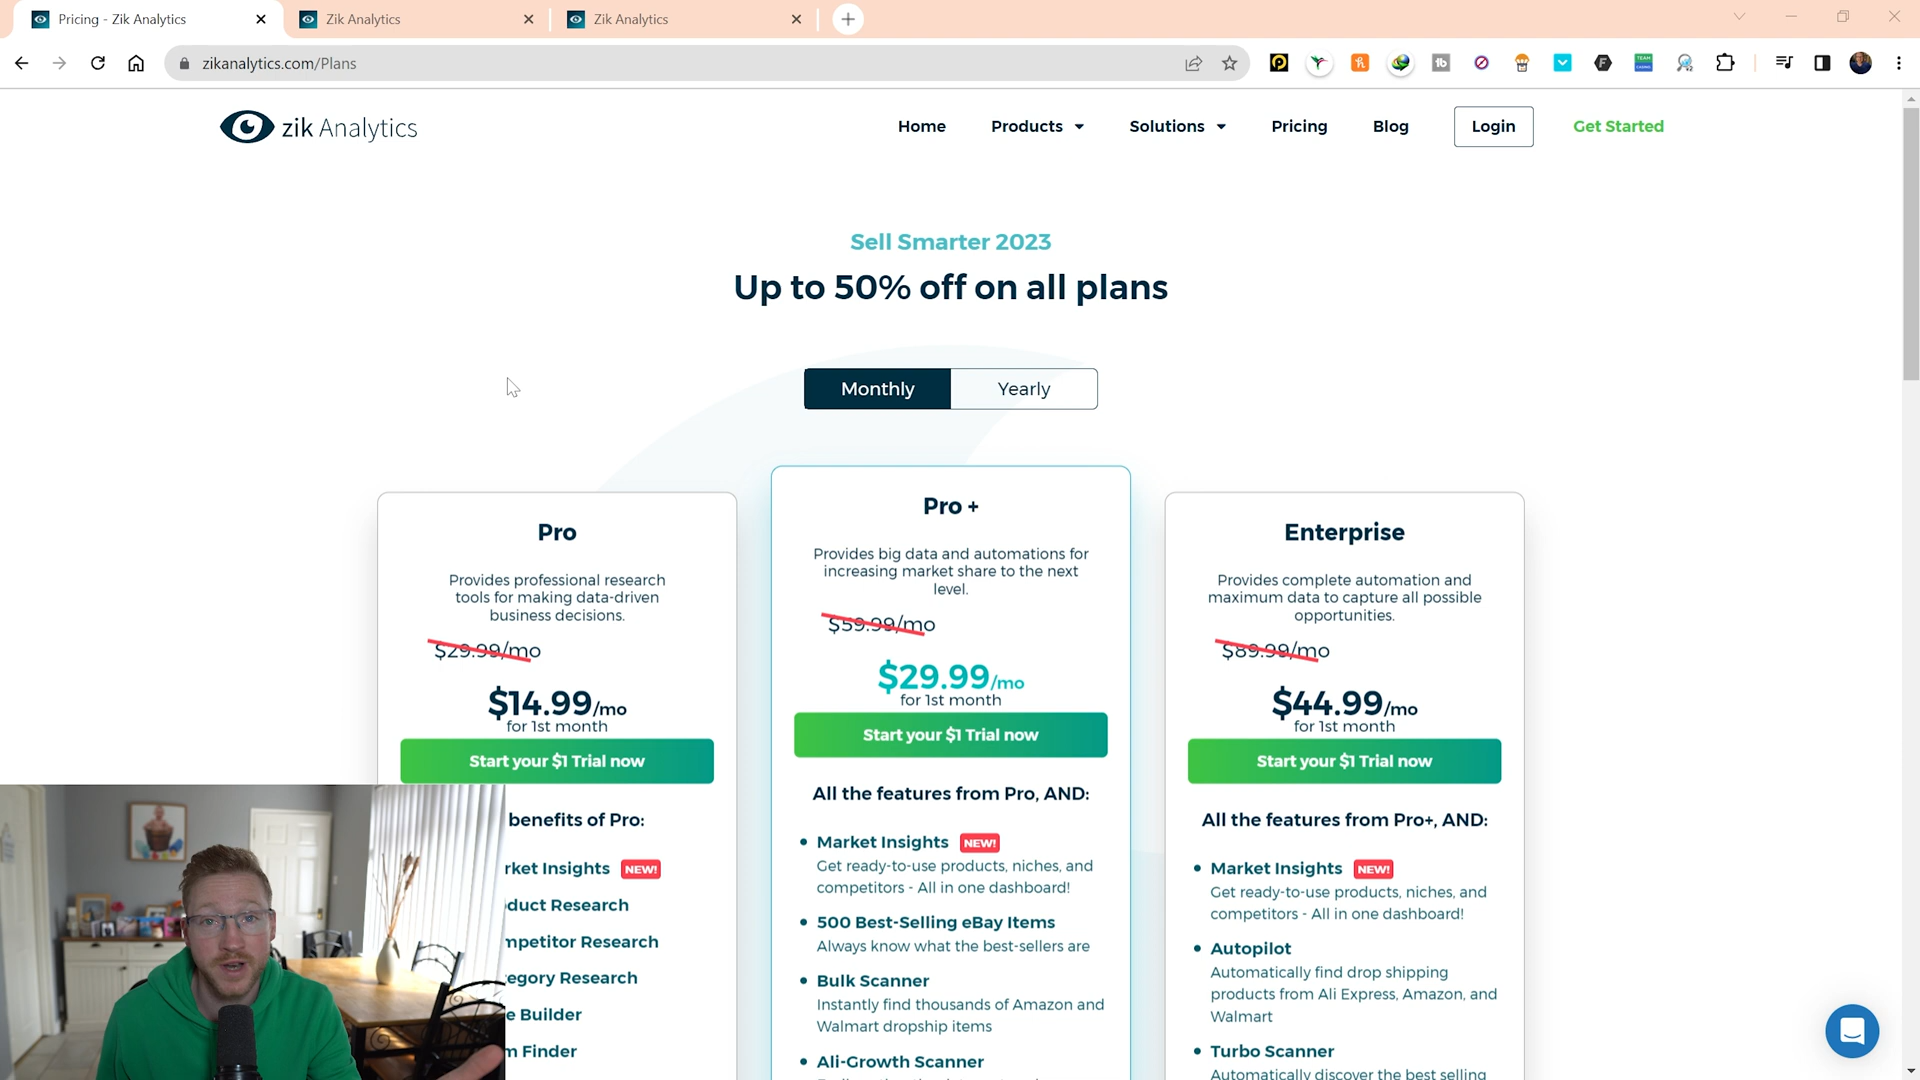 Pricing - Zik Analytics
Zik Analytics
Zik Analytics
zikanalytics.com/Plans
zik Analytics
Home
Products
Solutions
Pricing
Blog
Login
Get Started
Sell Smarter 2023
Up to 50% off on all plans
Monthly
Yearly
Pro
Provides professional research
tools for making data-driven
business decisions.
$29.99/mo
$14.99/mo
for 1st month
Start your $1 Trial now
benefits of Pro:
rket Insights NEW!
duct Research
mpetitor Research
egory Research
e Builder
m Finder
Pro +
Provides big data and automations for
increasing market share to the next
level.
$59.99/mo
$29.99/mo
for 1st month
Start your $1 Trial now
All the features from Pro, AND:
Market Insights NEW!
Get ready-to-use products, niches, and
competitors - All in one dashboard!
500 Best-Selling eBay Items
Always know what the best-sellers are
Bulk Scanner
Instantly find thousands of Amazon and
Walmart dropship items
Ali-Growth Scanner
Enterprise
Provides complete automation and
maximum data to capture all possible
opportunities.
$89.99/mo
$44.99/mo
for 1st month
Start your $1 Trial now
All the features from Pro+, AND:
Market Insights NEW!
Get ready-to-use products, niches, and
competitors - All in one dashboard!
Autopilot
Automatically find drop shipping
products from Ali Express, Amazon, and
Walmart
Turbo Scanner
Automatically discover the best selling